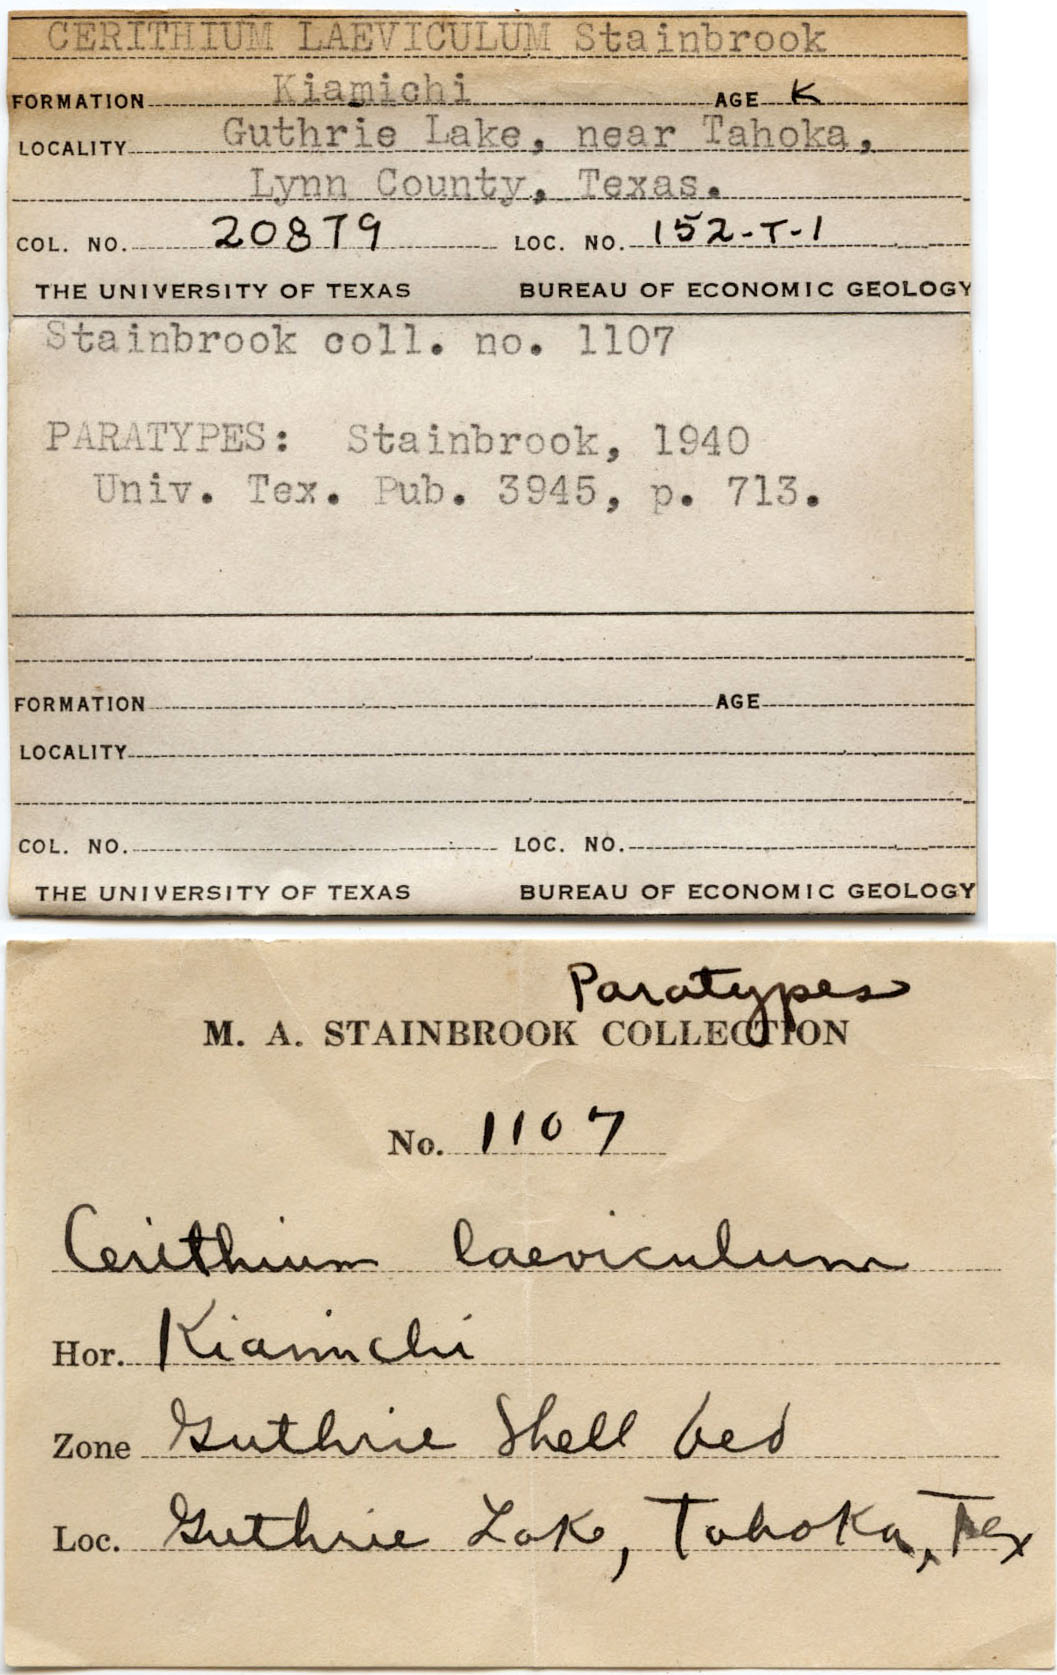 CERITHIUM LAEVICULUM Stainbrook
FORMATION Kiamichi AGE K
LOCALITY Guthrie Lake, near Tahoka,
Lynn County, Texas.
COL. NO. 20879 LOC. NO. 152-T-1
THE UNIVERSITY OF TEXAS BUREAU OF ECONOMIC GEOLOGY
Stainbrook coll. no. 1107
PARATYPES: Stainbrook, 1940
Univ. Tex. Pub. 3945, p. 713.
FORMATION AGE
LOCALITY
COL. NO. LOC. NO.
THE UNIVERSITY OF TEXAS BUREAU OF ECONOMIC GEOLOGY
Paratypes
M. A. STAINBROOK COLLECTION
No. 1107
Cerithium laeviculum
Hor. Kiamichi
Zone Guthrie Shell bed
Loc. Guthrie Lake, Tahoka, Tex